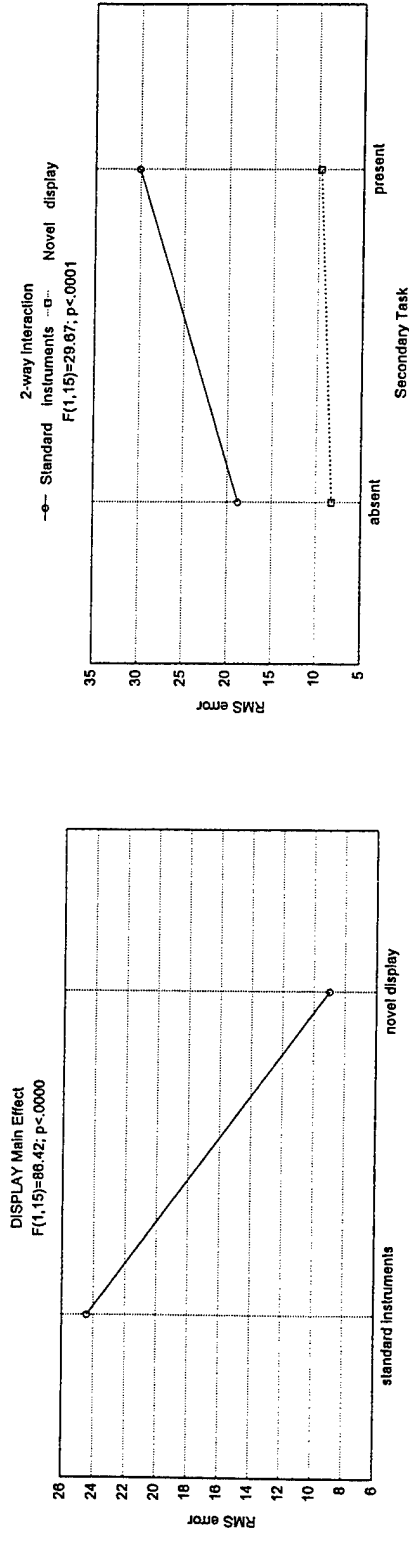 DISPLAY Main Effect
F(1,15)=86.42; p<.0000
26
24
22
20
18
16
14
12
10
8
6
RMS error
standard instruments
novel display
2-way interaction
Standard instruments
Novel display
F(1,15)=29.67; p<.0001
35
30
25
20
15
10
5
RMS error
absent
present
Secondary Task